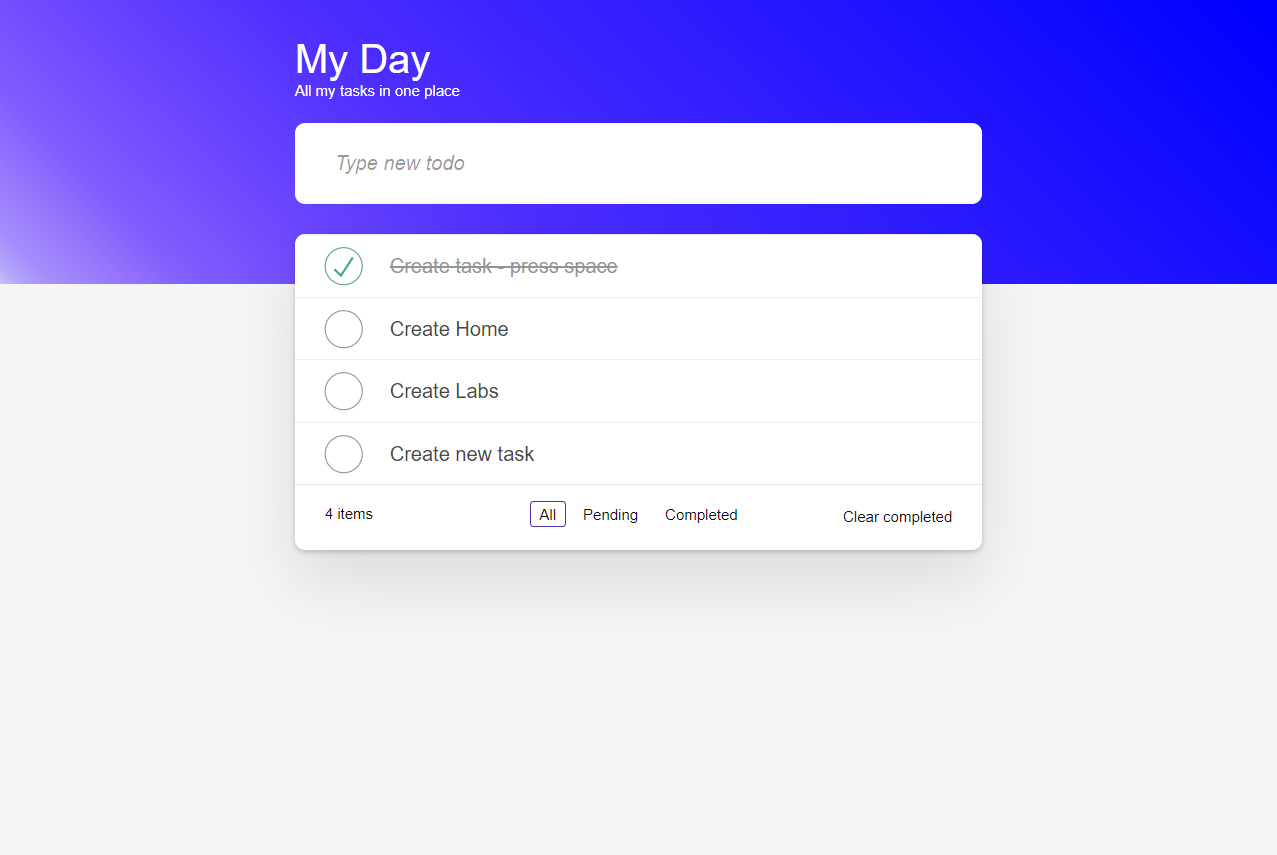 My Day
All my tasks in one place
Type new todo
Create task - press space
Create Home
Create Labs
Create new task
4 items All Pending Completed Clear completed